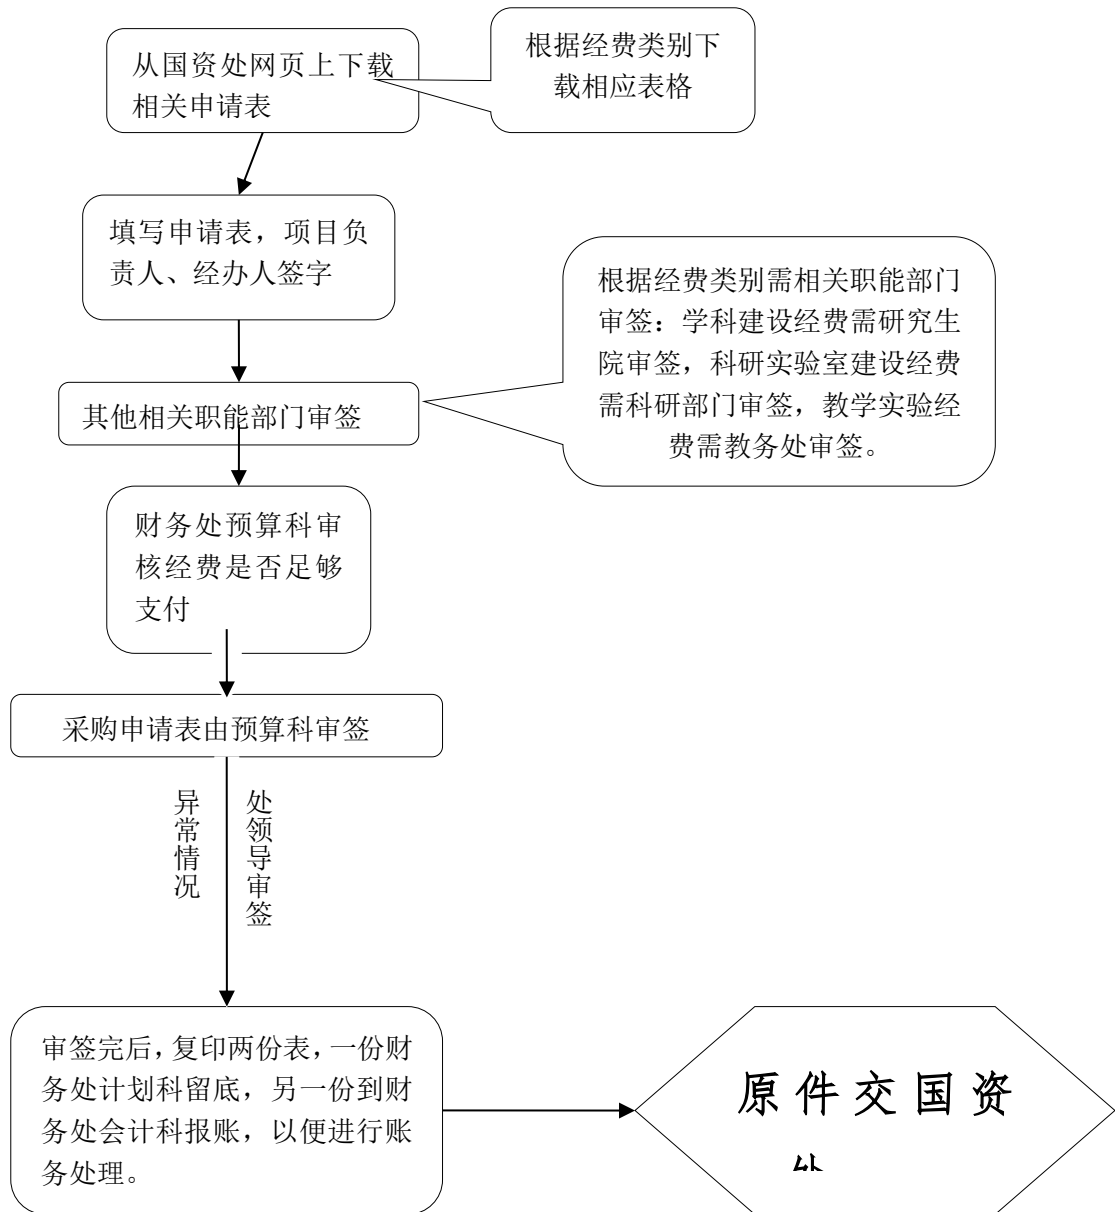 从国资处网页上下载
相关申请表
根据经费类别下
载相应表格
填写申请表，项目负
责人、经办人签字
根据经费类别需相关职能部门
审签：学科建设经费需研究生
院审签，科研实验室建设经费
需科研部门审签，教学实验经
费需教务处审签。
其他相关职能部门审签
财务处预算科审
核经费是否足够
支付
采购申请表由预算科审签
异常情况
处领导审签
审签完后，复印两份表，一份财
务处计划科留底，另一份到财
务处会计科报账，以便进行账
务处理。
原件交国资
处